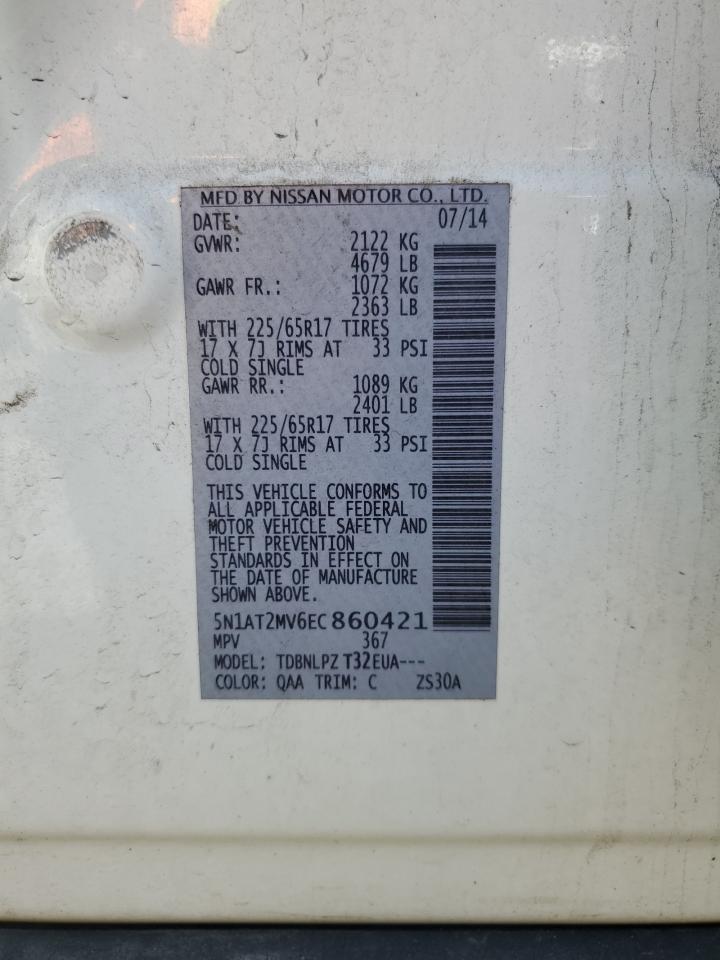 MFD BY NISSAN MOTOR CO., LTD.
DATE: 07/14
GVWR: 2122 KG
4679 LB
GAWR FR.: 1072 KG
2363 LB
WITH 225/65R17 TIRES
17 X 7J RIMS AT 33 PSI
COLD SINGLE
GAWR RR.: 1089 KG
2401 LB
WITH 225/65R17 TIRES
17 X 7J RIMS AT 33 PSI
COLD SINGLE
THIS VEHICLE CONFORMS TO
ALL APPLICABLE FEDERAL
MOTOR VEHICLE SAFETY AND
THEFT PREVENTION
STANDARDS IN EFFECT ON
THE DATE OF MANUFACTURE
SHOWN ABOVE.
5N1AT2MV6EC860421
MPV 367
MODEL: TDBNLPZ T32EUA---
COLOR: QAA TRIM: C ZS30A